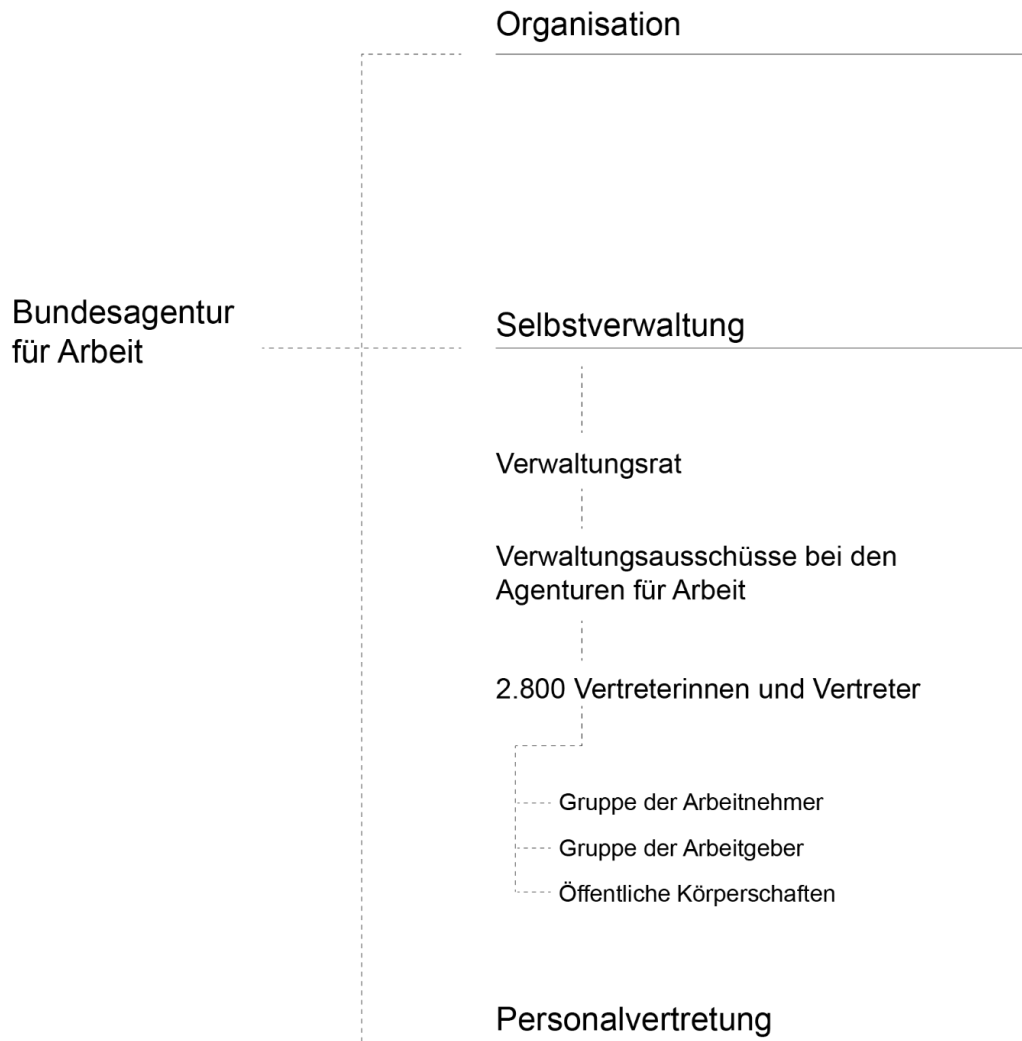 Organisation
Bundesagentur
für Arbeit
Selbstverwaltung
Verwaltungsrat
Verwaltungsausschüsse bei den
Agenturen für Arbeit
2.800 Vertreterinnen und Vertreter
Gruppe der Arbeitnehmer
Gruppe der Arbeitgeber
Öffentliche Körperschaften
Personalvertretung